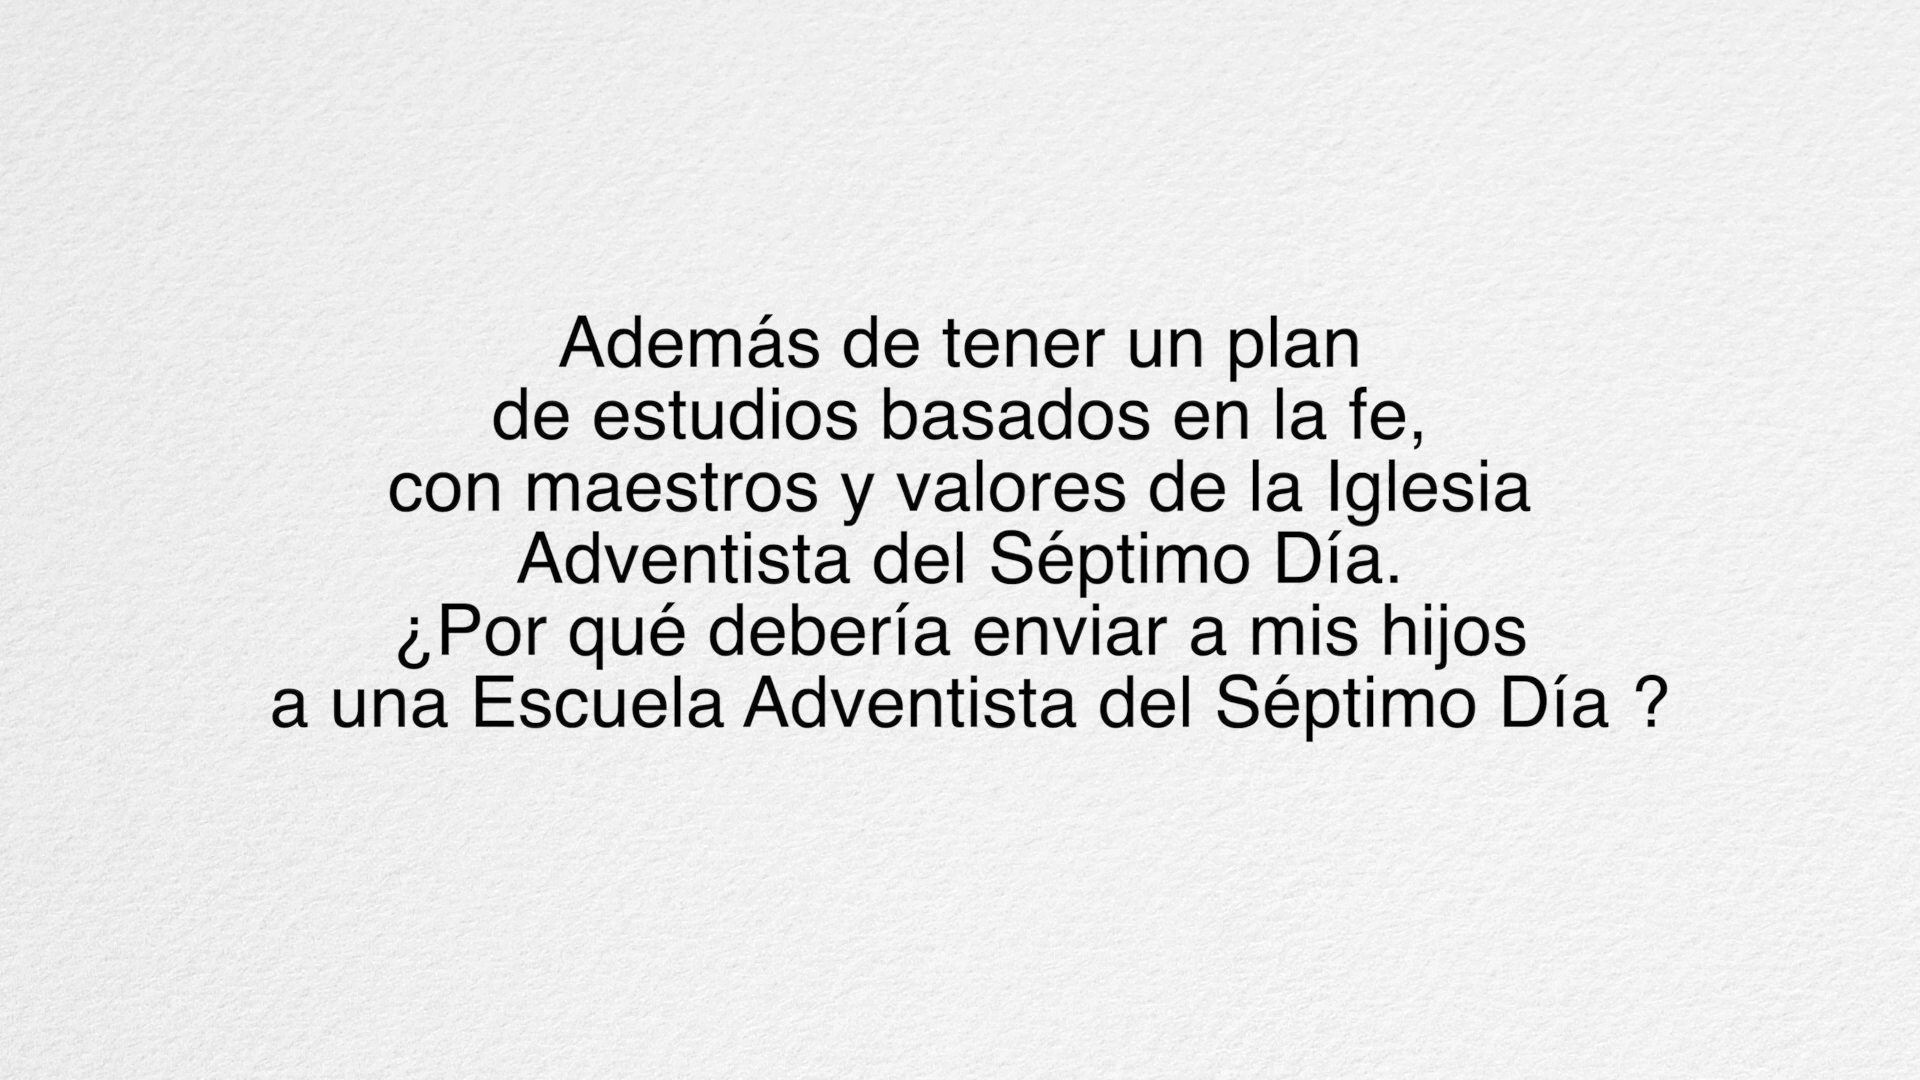 Además de tener un plan
de estudios basados en la fe,
con maestros y valores de la Iglesia
Adventista del Séptimo Día.
¿Por qué debería enviar a mis hijos
a una Escuela Adventista del Séptimo Día ?